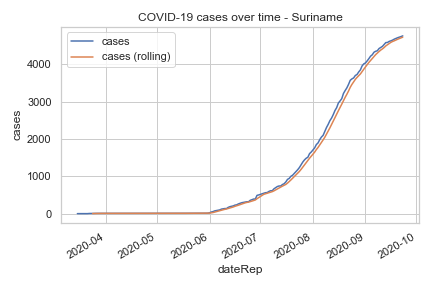 COVID-19 cases over time - Suriname
cases
cases (rolling)
cases
4000
3000
2000
1000
0
2020-04
2020-05
2020-06
2020-07
2020-08
2020-09
2020-10
dateRep